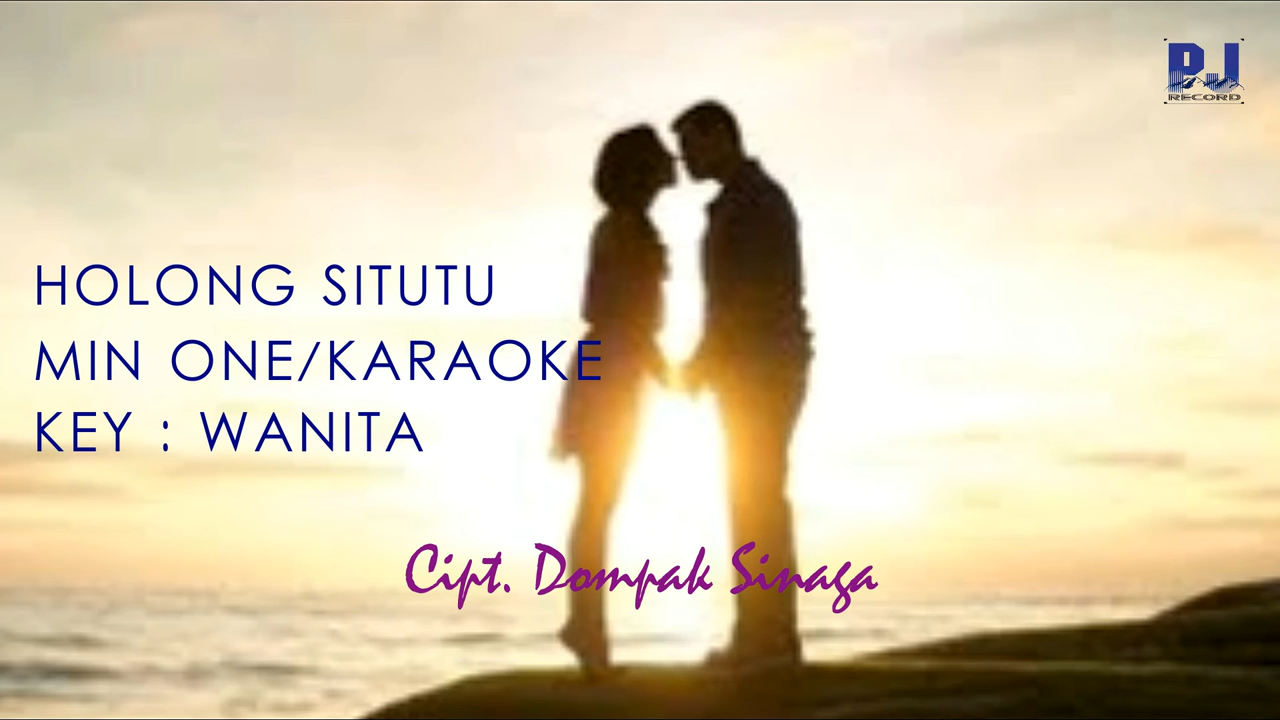 PJ
RECORD
HOLONG SITUTU
MIN ONE/KARAOKE
KEY : WANITA
Cipt. Dompak Sinaga